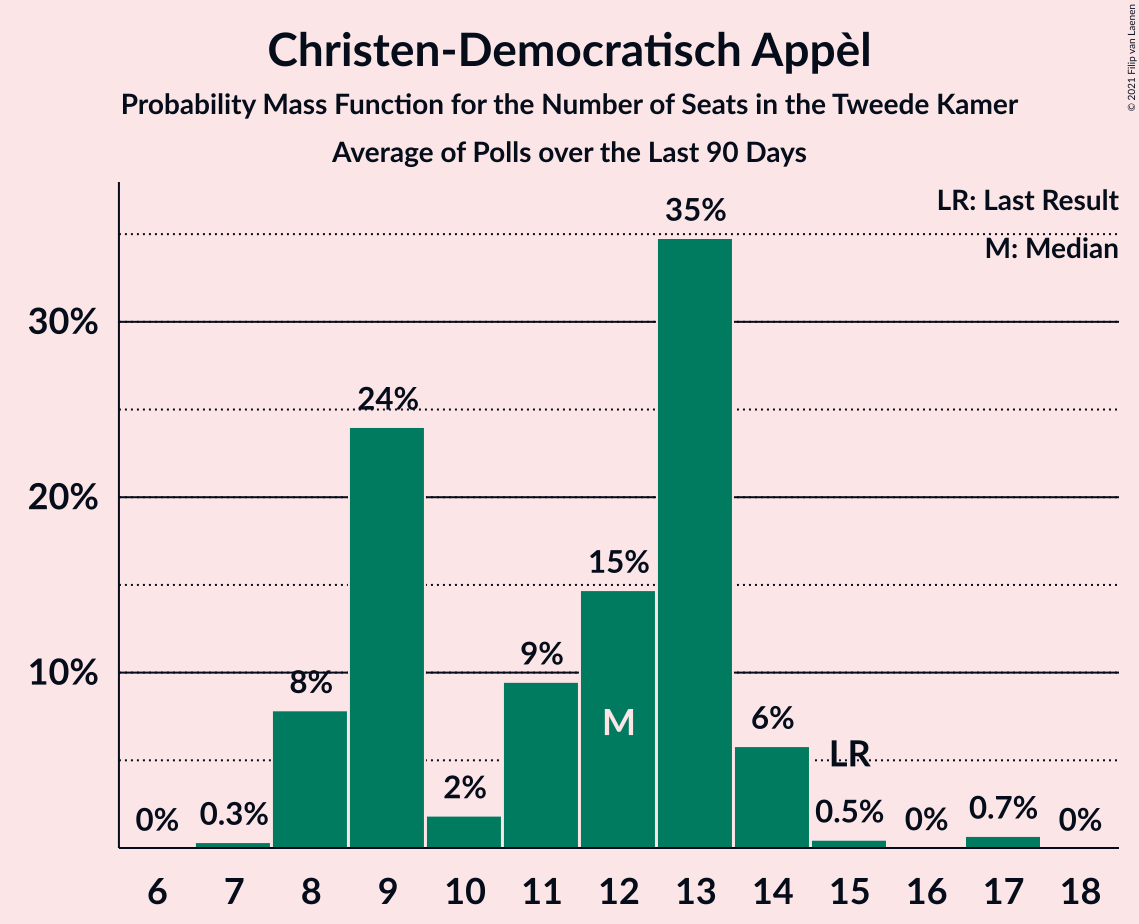 Christen-Democratisch Appèl
Probability Mass Function for the Number of Seats in the Tweede Kamer
Average of Polls over the Last 90 Days
© 2021 Filip van Laenen
LR: Last Result
M: Median
30%
20%
10%
0%
0.3%
8%
24%
2%
9%
15%
35%
6%
0.5%
0%
0.7%
0%
M
LR
6 7 8 9 10 11 12 13 14 15 16 17 18